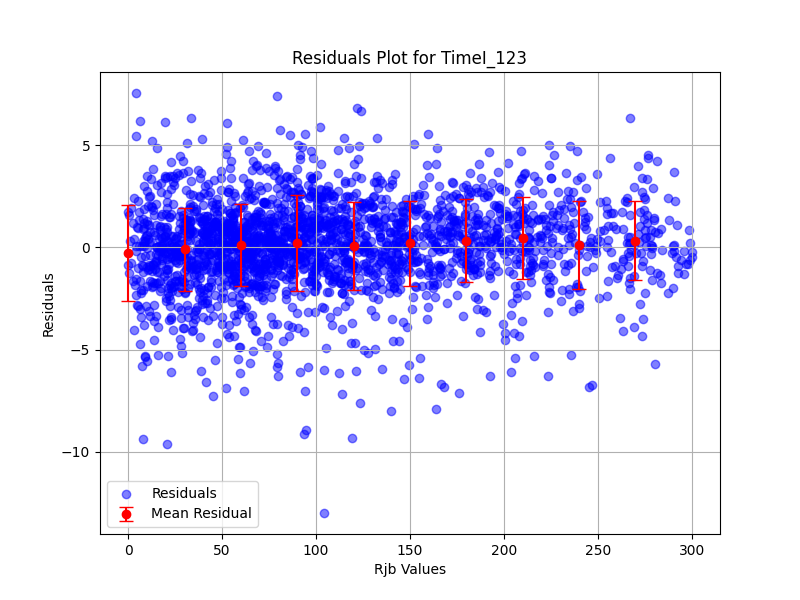 Residuals Plot for TimeI_123
5
0
−5
−10
Residuals
Residuals
Mean Residual
0 50 100 150 200 250 300
Rjb Values